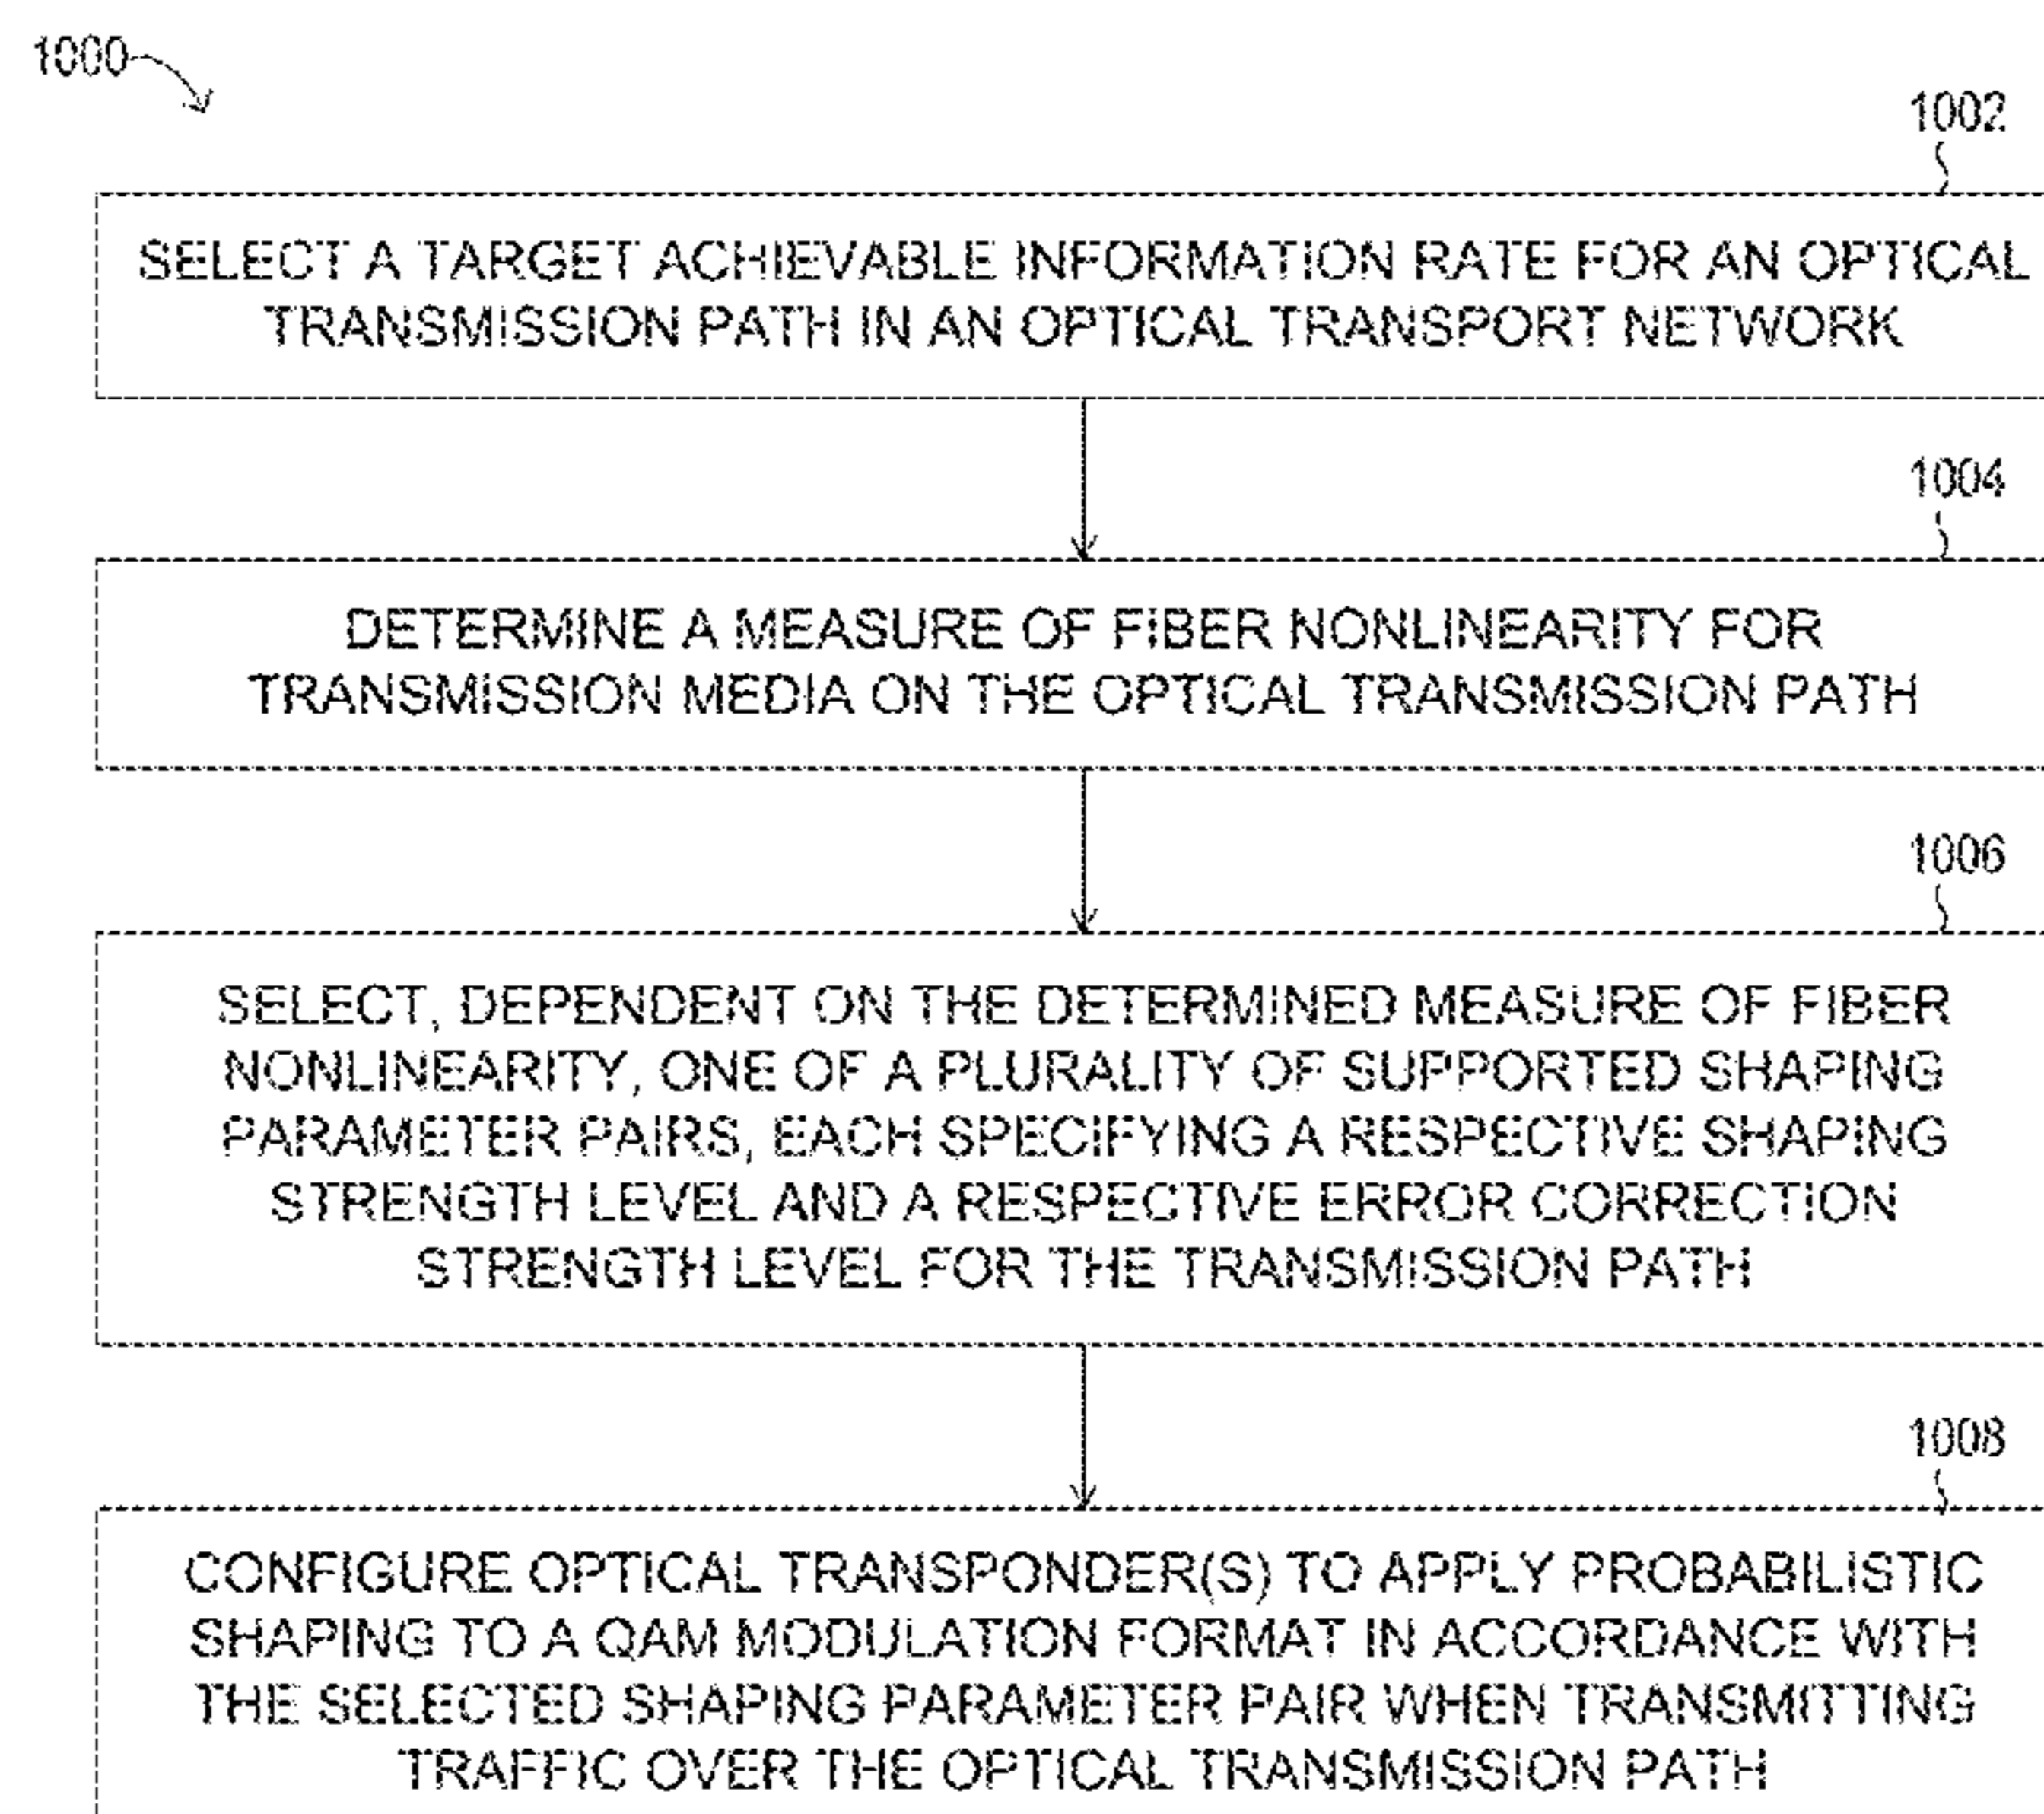 1000
1002
SELECT A TARGET ACHIEVABLE INFORMATION RATE FOR AN OPTICAL
TRANSMISSION PATH IN AN OPTICAL TRANSPORT NETWORK
1004
DETERMINE A MEASURE OF FIBER NONLINEARITY FOR
TRANSMISSION MEDIA ON THE OPTICAL TRANSMISSION PATH
1006
SELECT, DEPENDENT ON THE DETERMINED MEASURE OF FIBER
NONLINEARITY, ONE OF A PLURALITY OF SUPPORTED SHAPING
PARAMETER PAIRS, EACH SPECIFYING A RESPECTIVE SHAPING
STRENGTH LEVEL AND A RESPECTIVE ERROR CORRECTION
STRENGTH LEVEL FOR THE TRANSMISSION PATH
1008
CONFIGURE OPTICAL TRANSPONDER(S) TO APPLY PROBABILISTIC
SHAPING TO A QAM MODULATION FORMAT IN ACCORDANCE WITH
THE SELECTED SHAPING PARAMETER PAIR WHEN TRANSMITTING
TRAFFIC OVER THE OPTICAL TRANSMISSION PATH